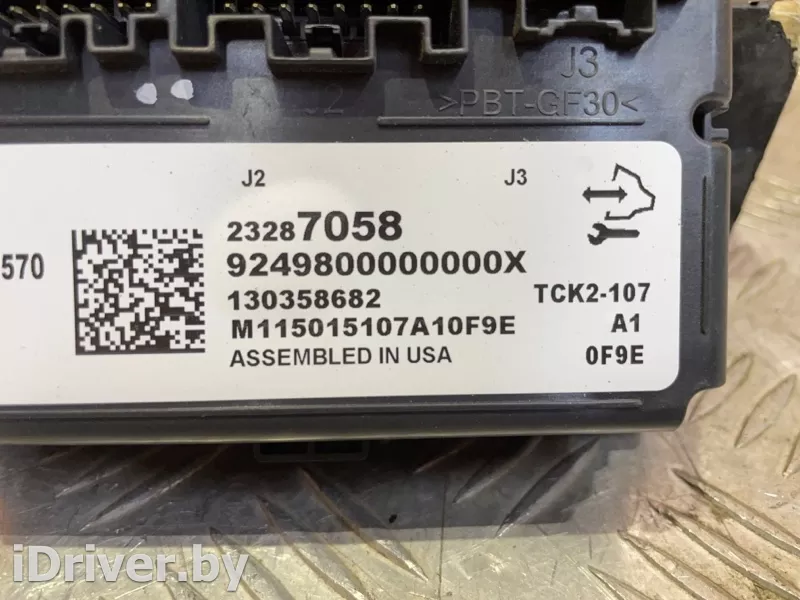 J3
J2
>PBT-GF30<
J2
J3
23287058
570
9249800000000X
130358682
TCK2-107
M115015107A10F9E
A1
ASSEMBLED IN USA
0F9E
iDriver.by